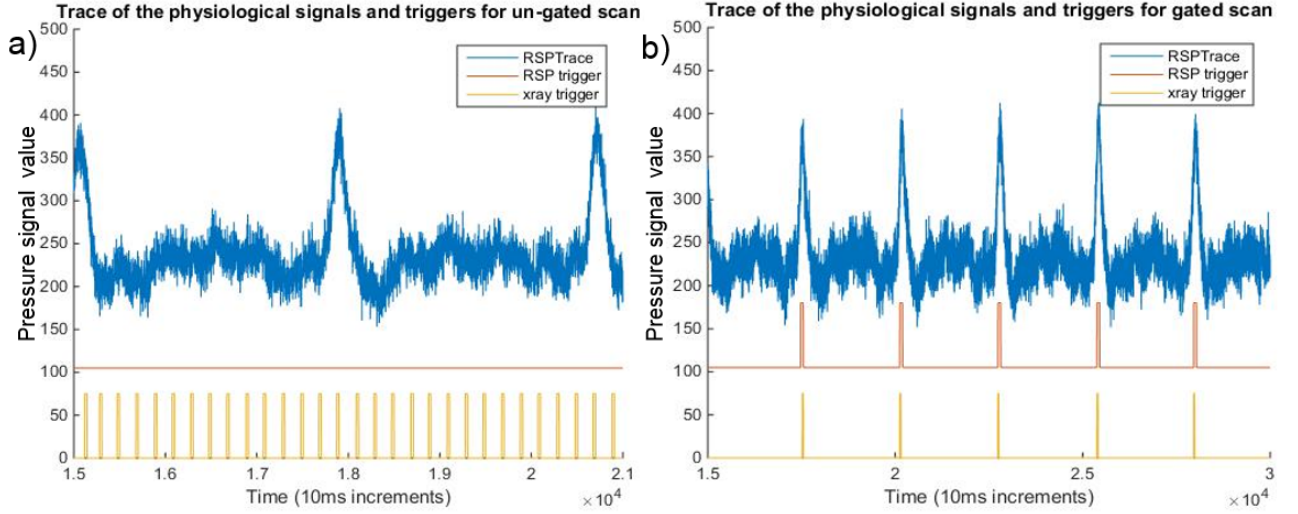 Trace of the physiological signals and triggers for un-gated scan
a)
500
450
400
350
300
250
200
150
100
50
0
Pressure signal value
RSPTrace
RSP trigger
xray trigger
1.5
1.6
1.7
1.8
1.9
2
2.1
×10⁴
Time (10ms increments)
Trace of the physiological signals and triggers for gated scan
b)
500
450
400
350
300
250
200
150
100
50
0
Pressure signal value
RSPTrace
RSP trigger
xray trigger
1.5
2
2.5
3
×10⁴
Time (10ms increments)